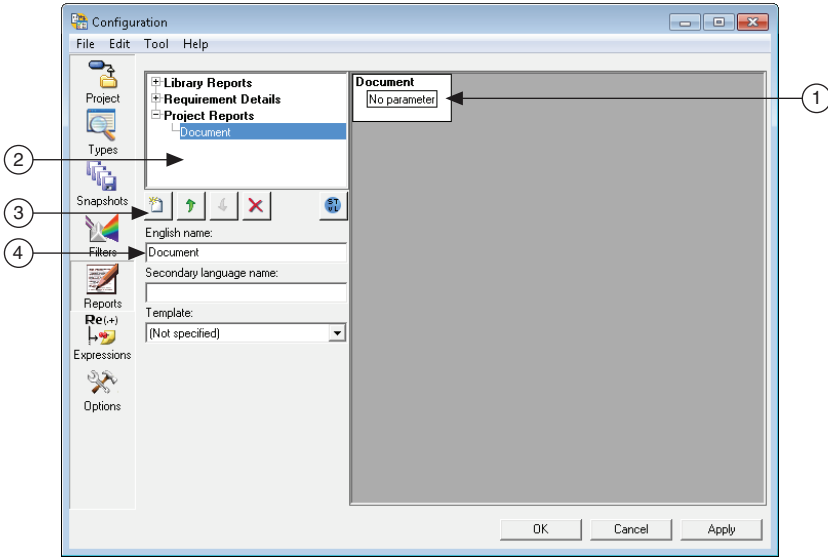 Configuration
File Edit Tool Help
Project
Types
Snapshots
Filters
Reports
Re(.+)
Expressions
Options
Library Reports
Requirement Details
Project Reports
Document
ST
VL
English name:
Document
Secondary language name:
Template:
(Not specified)
Document
No parameter
OK Cancel Apply
1
2
3
4